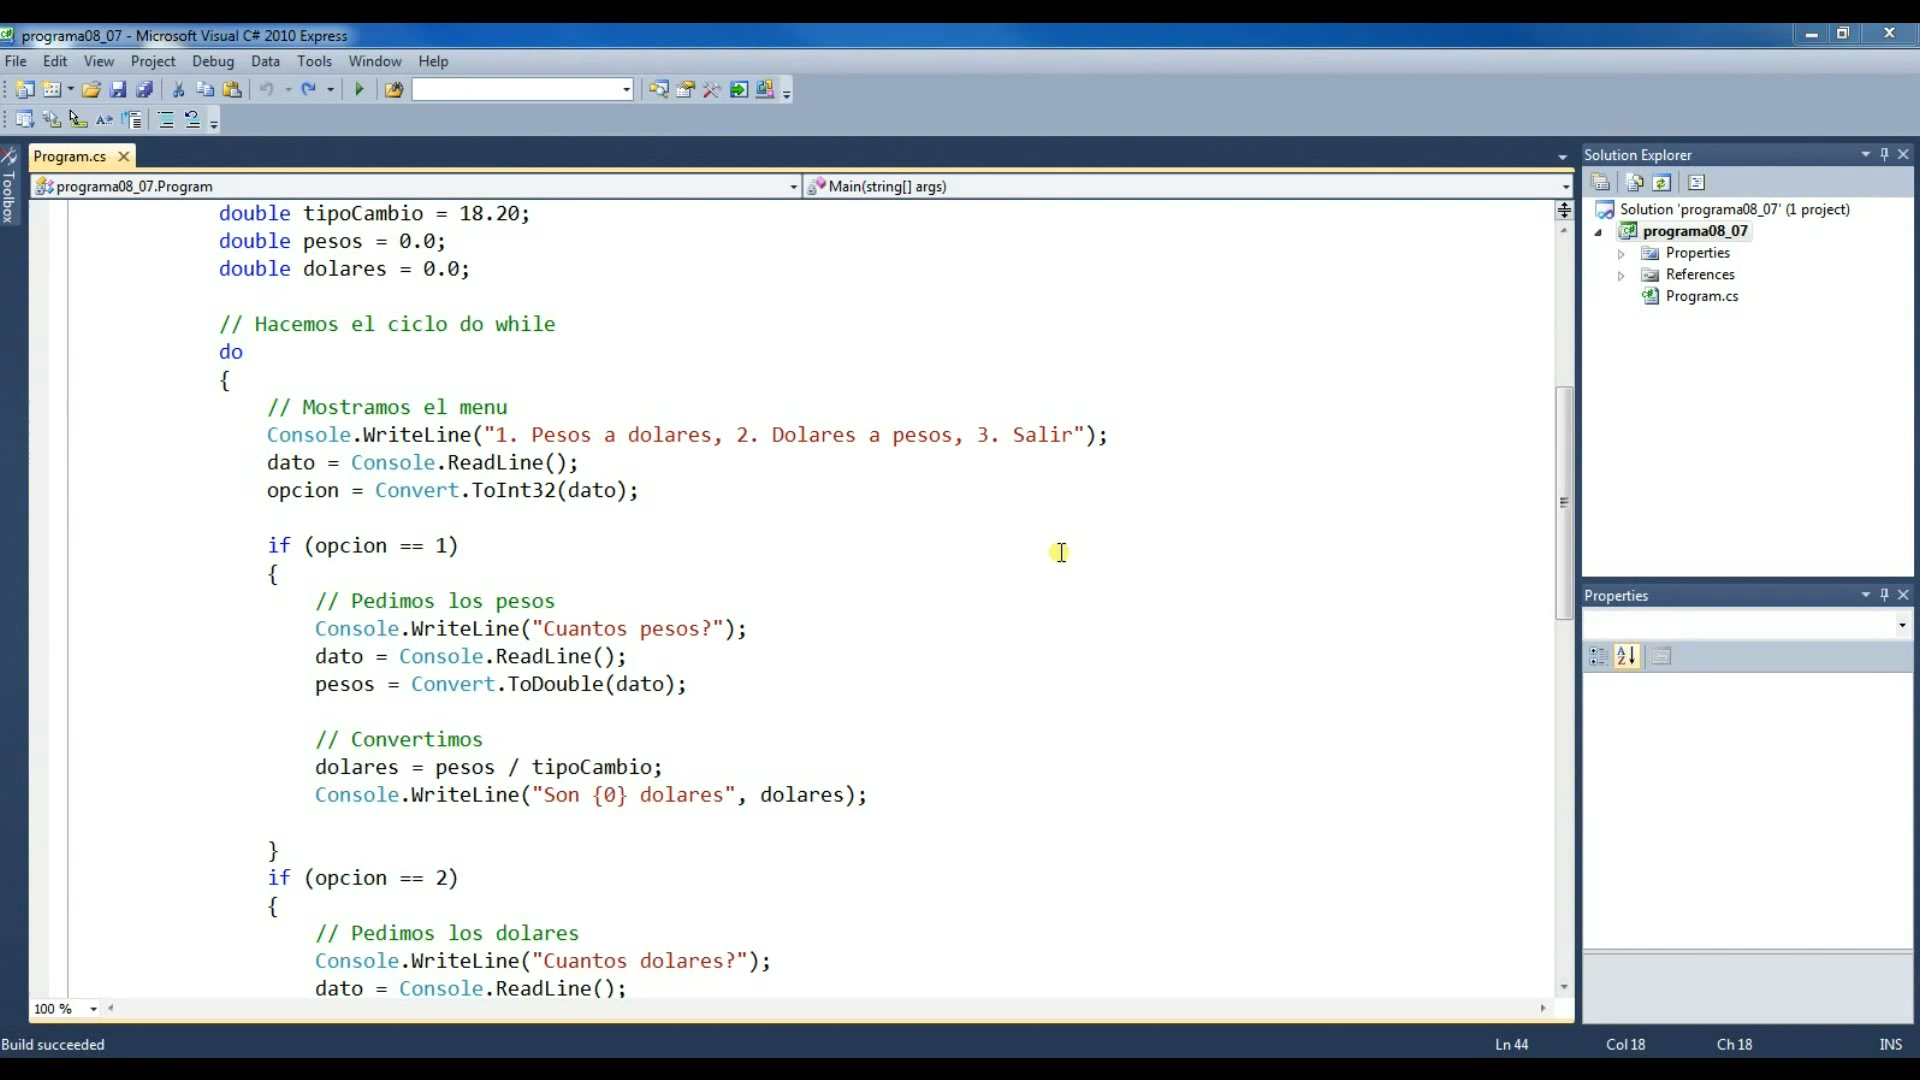 programa08_07 - Microsoft Visual C# 2010 Express
File Edit View Project Debug Data Tools Window Help
Program.cs
Toolbox
programa08_07.Program
Main(string[] args)
double tipoCambio = 18.20;
double pesos = 0.0;
double dolares = 0.0;
// Hacemos el ciclo do while
do
{
// Mostramos el menu
Console.WriteLine("1. Pesos a dolares, 2. Dolares a pesos, 3. Salir");
dato = Console.ReadLine();
opcion = Convert.ToInt32(dato);
if (opcion == 1)
{
// Pedimos los pesos
Console.WriteLine("Cuantos pesos?");
dato = Console.ReadLine();
pesos = Convert.ToDouble(dato);
// Convertimos
dolares = pesos / tipoCambio;
Console.WriteLine("Son {0} dolares", dolares);
}
if (opcion == 2)
{
// Pedimos los dolares
Console.WriteLine("Cuantos dolares?");
dato = Console.ReadLine();
100 %
Solution Explorer
Solution 'programa08_07' (1 project)
programa08_07
Properties
References
Program.cs
Properties
Build succeeded
Ln 44
Col 18
Ch 18
INS